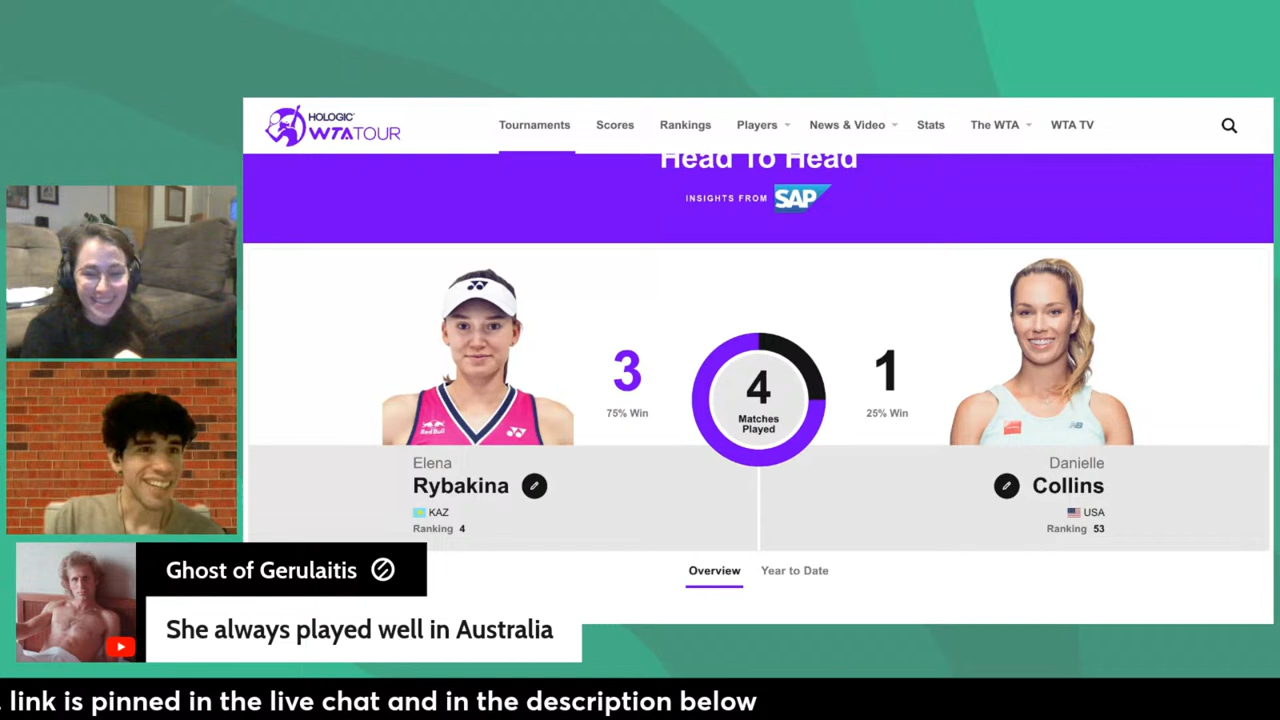 HOLOGIC
WTATOUR
Tournaments
Scores
Rankings
Players
News & Video
Stats
The WTA
WTA TV
Head To Head
INSIGHTS FROM SAP
Red Bull
3
75% Win
4
Matches
Played
1
25% Win
Elena
Rybakina
KAZ
Ranking 4
Danielle
Collins
USA
Ranking 53
Overview
Year to Date
Ghost of Gerulaitis
She always played well in Australia
. link is pinned in the live chat and in the description below